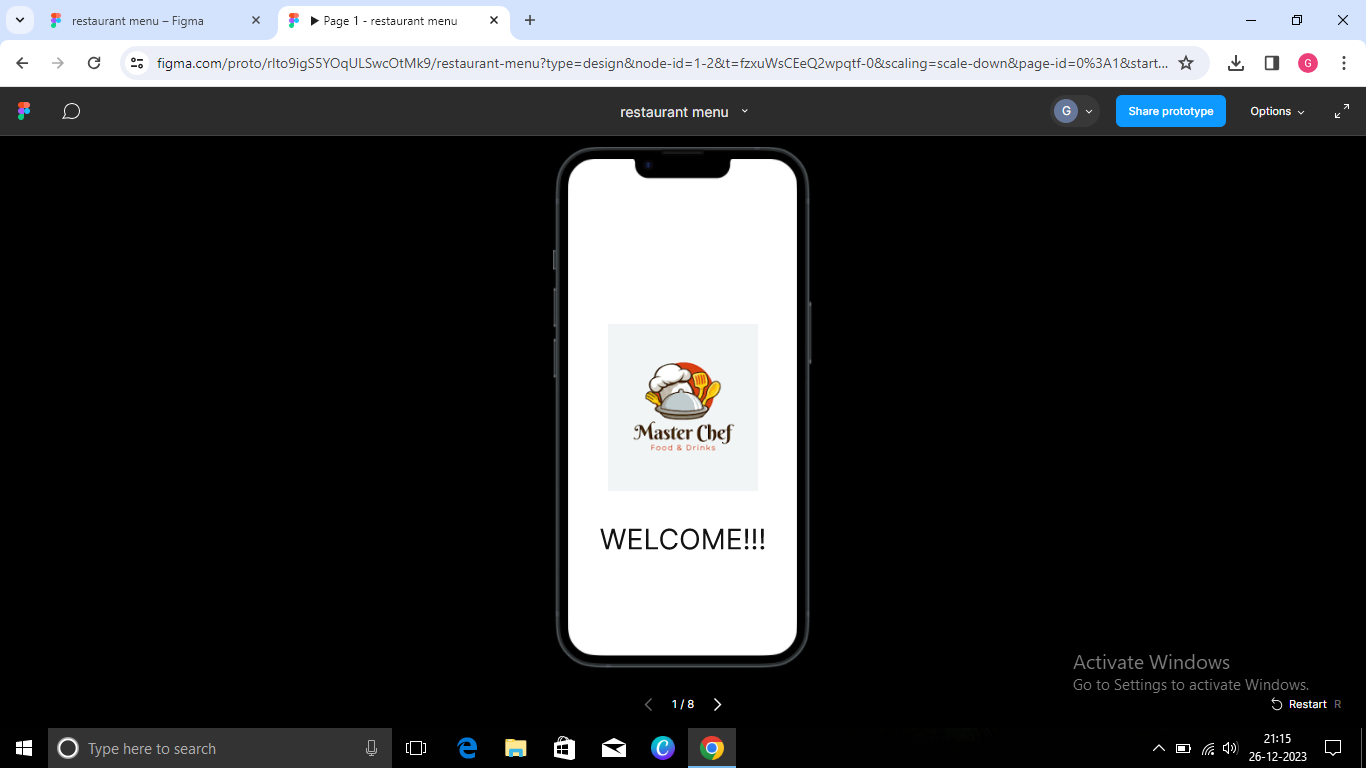 restaurant menu – Figma
Page 1 - restaurant menu
figma.com/proto/rIto9igS5YOqULSwcOtMk9/restaurant-menu?type=design&node-id=1-2&t=fzxuWsCEeQ2wpqtf-0&scaling=scale-down&page-id=0%3A1&start...
G
restaurant menu
G
Share prototype
Options
Master Chef
Food & Drinks
WELCOME!!!
Activate Windows
Go to Settings to activate Windows.
1 / 8
Restart R
Type here to search
21:15
26-12-2023